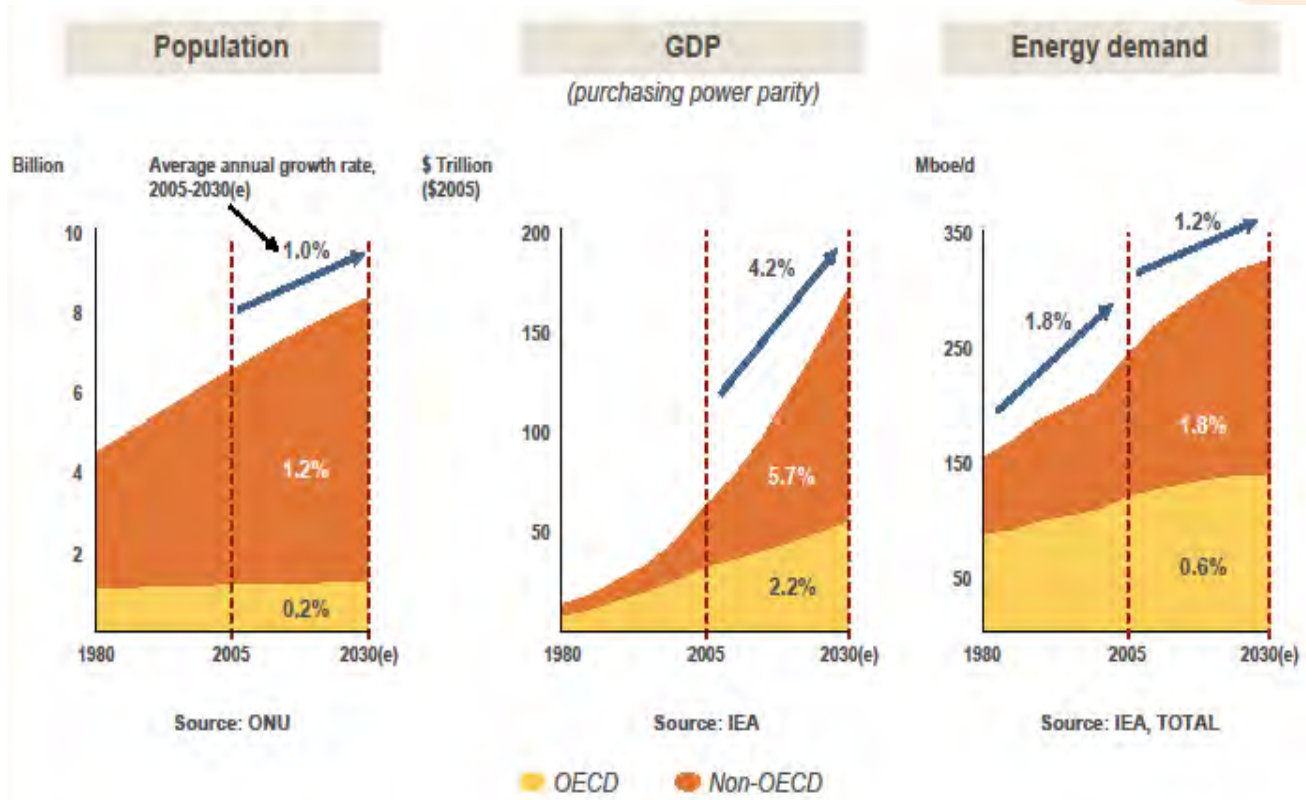 Population
GDP
Energy demand
(purchasing power parity)
Billion
Average annual growth rate,
2005-2030(e)
$ Trillion
($2005)
Mboe/d
10
8
6
4
2
1.0%
1.2%
0.2%
1980
2005
2030(e)
200
150
100
50
4.2%
5.7%
2.2%
1980
2005
2030(e)
350
250
150
50
1.8%
1.2%
1.8%
0.6%
1980
2005
2030(e)
Source: ONU
Source: IEA
Source: IEA, TOTAL
OECD
Non-OECD